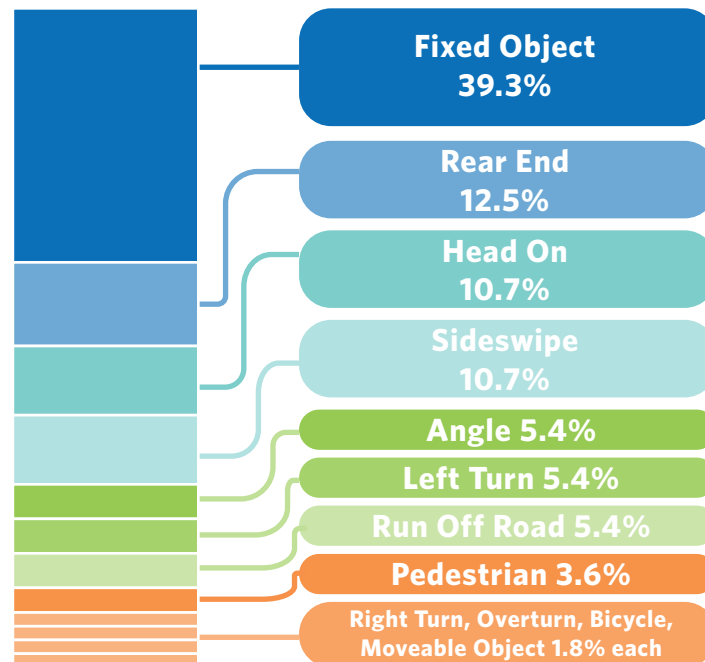 Fixed Object
39.3%
Rear End
12.5%
Head On
10.7%
Sideswipe
10.7%
Angle 5.4%
Left Turn 5.4%
Run Off Road 5.4%
Pedestrian 3.6%
Right Turn, Overturn, Bicycle,
Moveable Object 1.8% each